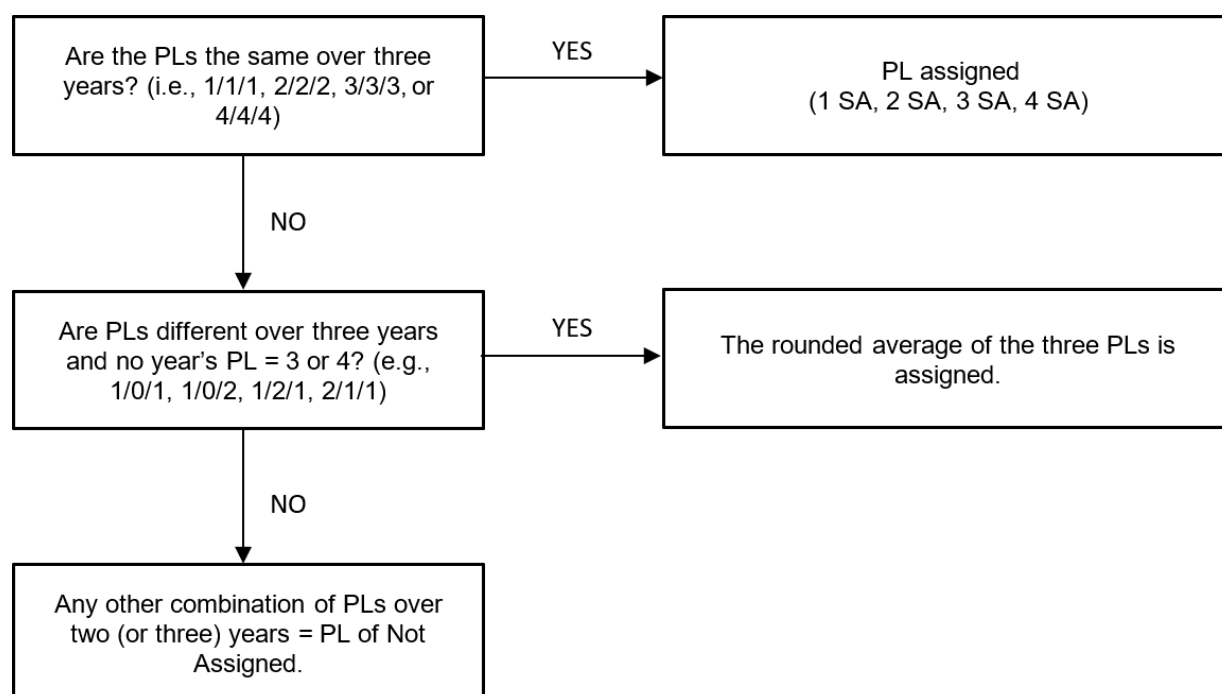 Are the PLs the same over three
years? (i.e., 1/1/1, 2/2/2, 3/3/3, or
4/4/4)
YES
PL assigned
(1 SA, 2 SA, 3 SA, 4 SA)
NO
Are PLs different over three years
and no year’s PL = 3 or 4? (e.g.,
1/0/1, 1/0/2, 1/2/1, 2/1/1)
YES
The rounded average of the three PLs is
assigned.
NO
Any other combination of PLs over
two (or three) years = PL of Not
Assigned.